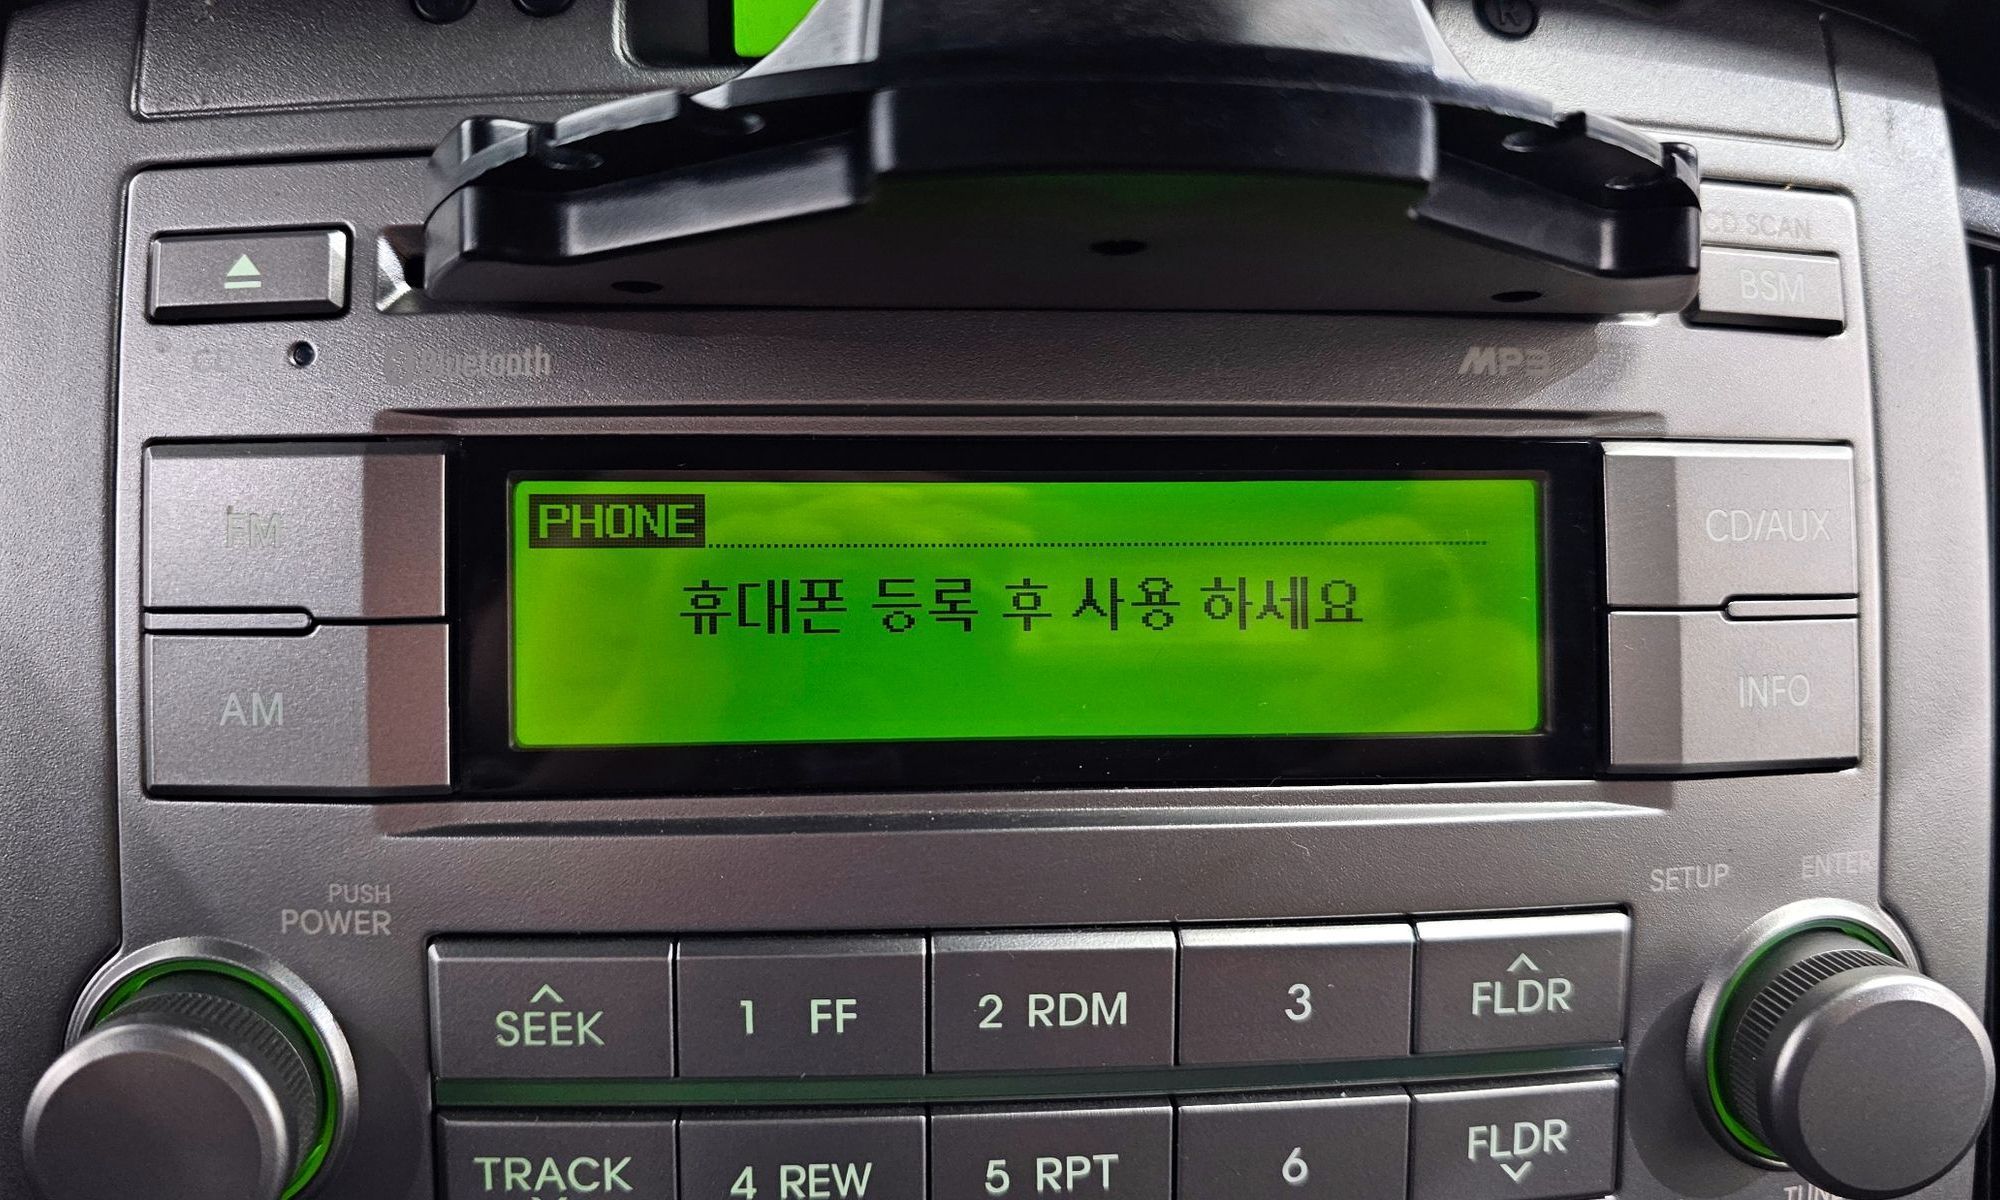 CD SCAN
BSM
Bluetooth
MP3
FM
PHONE
CD/AUX
휴대폰 등록 후 사용 하세요
AM
INFO
PUSH
POWER
SETUP
ENTER
SEEK
1 FF
2 RDM
3
FLDR
TRACK
4 REW
5 RPT
6
FLDR